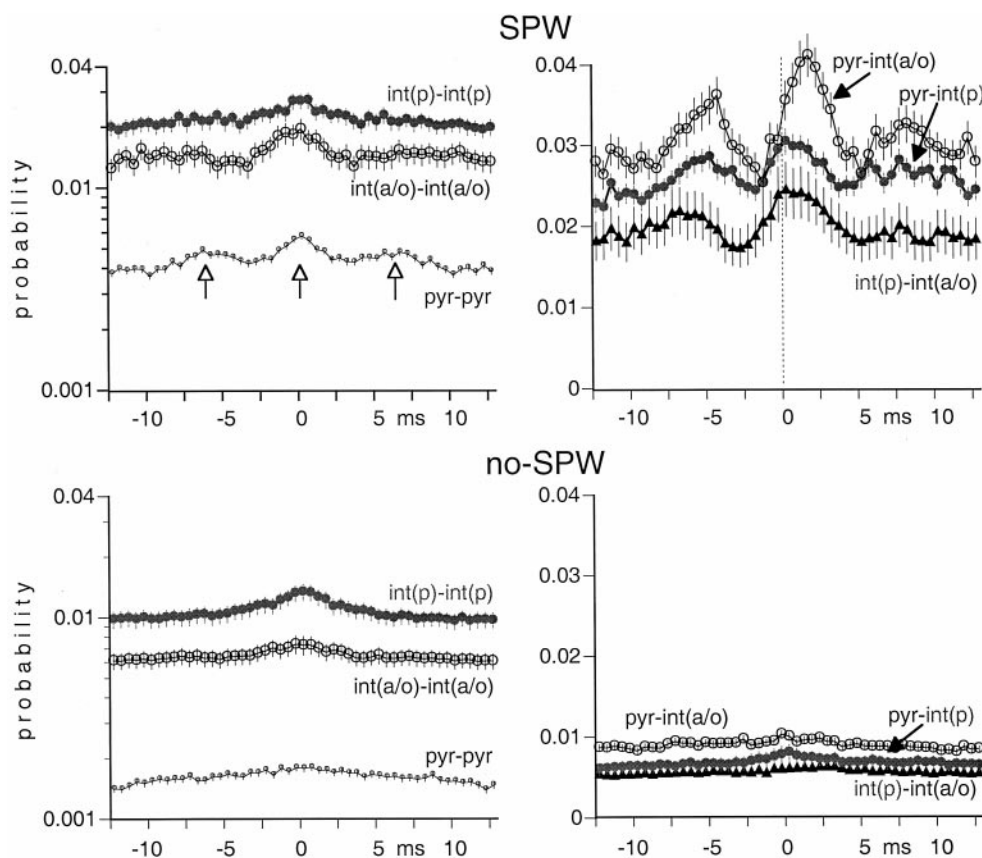 SPW
0.04
0.01
0.001
probability
int(p)-int(p)
int(a/o)-int(a/o)
pyr-pyr
-10 -5 0 5 ms 10
0.04
0.03
0.02
0.01
0
pyr-int(a/o)
pyr-int(p)
int(p)-int(a/o)
-10 -5 0 5 ms 10
no-SPW
0.04
0.01
0.001
probability
int(p)-int(p)
int(a/o)-int(a/o)
pyr-pyr
-10 -5 0 5 ms 10
0.04
0.03
0.02
0.01
0
pyr-int(a/o)
pyr-int(p)
int(p)-int(a/o)
-10 -5 0 5 ms 10